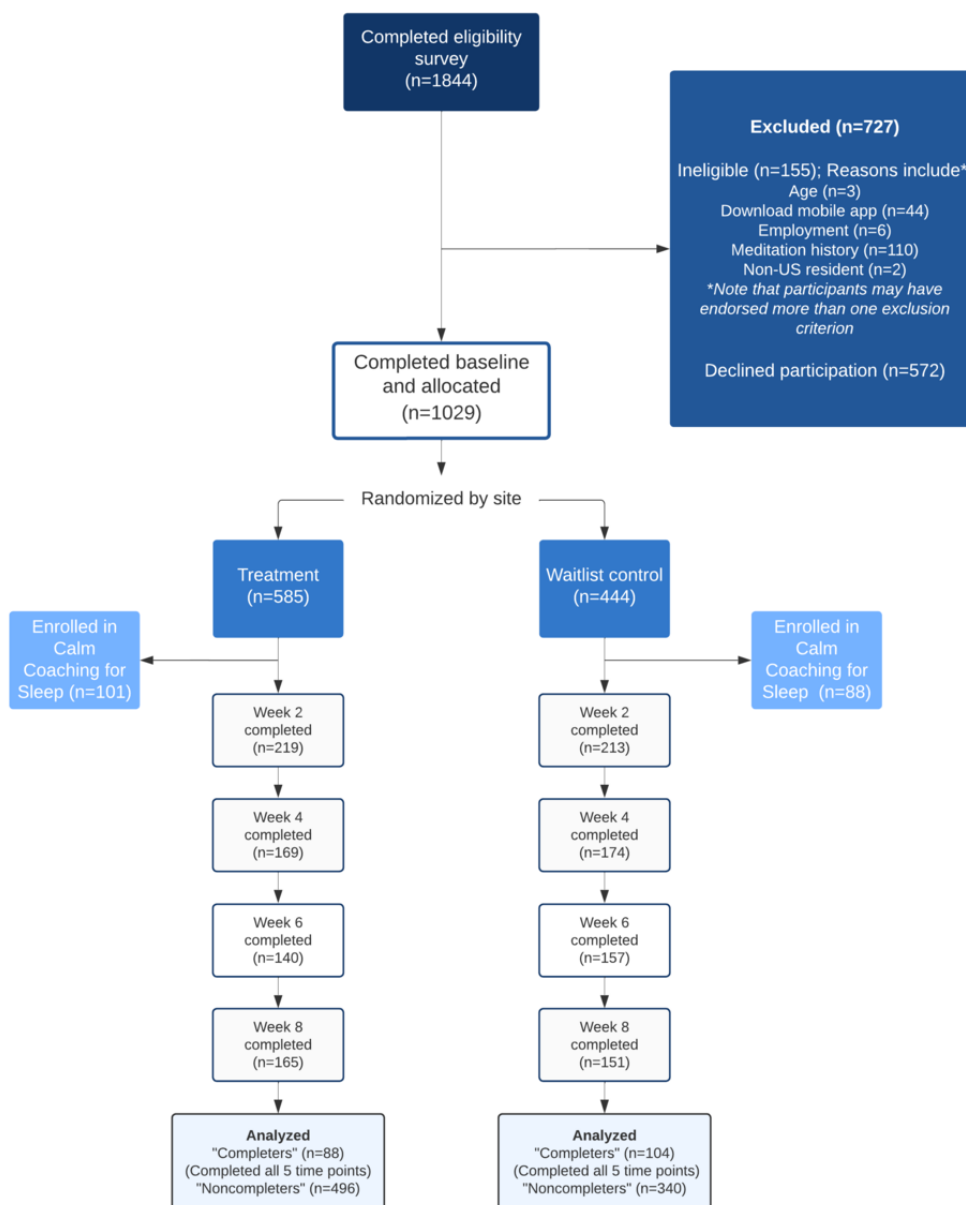 Completed eligibility
survey
(n=1844)
Excluded (n=727)
Ineligible (n=155); Reasons include*
Age (n=3)
Download mobile app (n=44)
Employment (n=6)
Meditation history (n=110)
Non-US resident (n=2)
*Note that participants may have
endorsed more than one exclusion
criterion
Declined participation (n=572)
Completed baseline
and allocated
(n=1029)
Randomized by site
Treatment
(n=585)
Waitlist control
(n=444)
Enrolled in
Calm
Coaching for
Sleep (n=101)
Enrolled in
Calm
Coaching for
Sleep (n=88)
Week 2
completed
(n=219)
Week 2
completed
(n=213)
Week 4
completed
(n=169)
Week 4
completed
(n=174)
Week 6
completed
(n=140)
Week 6
completed
(n=157)
Week 8
completed
(n=165)
Week 8
completed
(n=151)
Analyzed
"Completers" (n=88)
(Completed all 5 time points)
"Noncompleters" (n=496)
Analyzed
"Completers" (n=104)
(Completed all 5 time points)
"Noncompleters" (n=340)